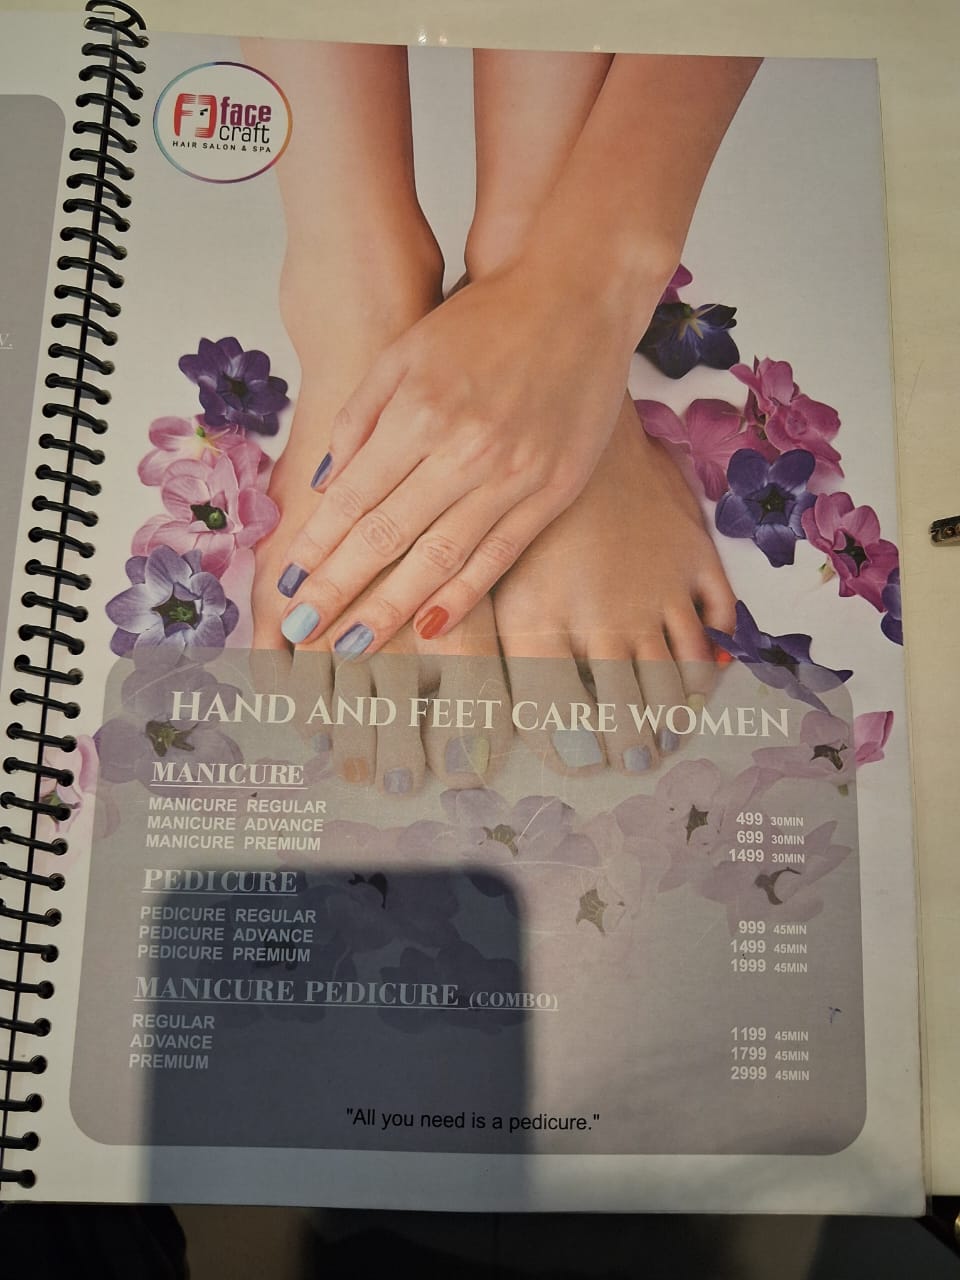 face
craft
HAIR SALON & SPA
HAND AND FEET CARE WOMEN
MANICURE
MANICURE REGULAR 499 30MIN
MANICURE ADVANCE 699 30MIN
MANICURE PREMIUM 1499 30MIN
PEDICURE
PEDICURE REGULAR 999 45MIN
PEDICURE ADVANCE 1499 45MIN
PEDICURE PREMIUM 1999 45MIN
MANICURE PEDICURE (COMBO)
REGULAR 1199 45MIN
ADVANCE 1799 45MIN
PREMIUM 2999 45MIN
"All you need is a pedicure."